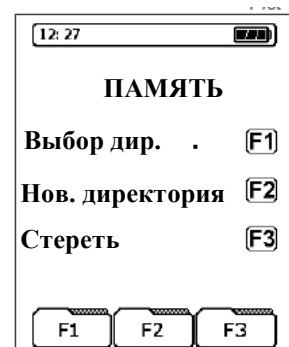 12: 27
ПАМЯТЬ
Выбор дир. . F1
Нов. директория F2
Стереть F3
F1 F2 F3